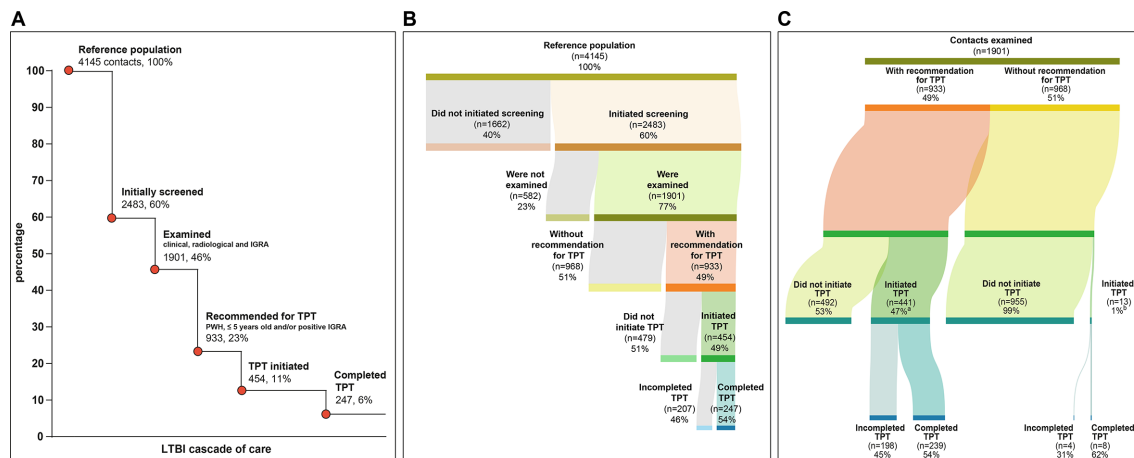 A
Reference population
4145 contacts, 100%
100
90
80
70
60
50
40
30
20
10
0
percentage
Initially screened
2483, 60%
Examined
clinical, radiological and IGRA
1901, 46%
Recommended for TPT
PWH, ≤ 5 years old and/or positive IGRA
933, 23%
TPT initiated
454, 11%
Completed
TPT
247, 6%
LTBI cascade of care
B
Reference population
(n=4145)
100%
Did not initiated screening
(n=1662)
40%
Initiated screening
(n=2483)
60%
Were not
examined
(n=582)
23%
Were
examined
(n=1901)
77%
Without
recommendation
for TPT
(n=968)
51%
With
recommendation
for TPT
(n=933)
49%
Did not
initiate TPT
(n=479)
51%
Initiated
TPT
(n=454)
49%
Incompleted
TPT
(n=207)
46%
Completed
TPT
(n=247)
54%
C
Contacts examined
(n=1901)
With recommendation
for TPT
(n=933)
49%
Without recommendation
for TPT
(n=968)
51%
Did not initiate
TPT
(n=492)
53%
Initiated
TPT
(n=441)
47%ª
Did not initiate
TPT
(n=955)
99%
Initiated
TPT
(n=13)
1%ᵇ
Incompleted
TPT
(n=198)
45%
Completed
TPT
(n=239)
54%
Incompleted
TPT
(n=4)
31%
Completed
TPT
(n=8)
62%